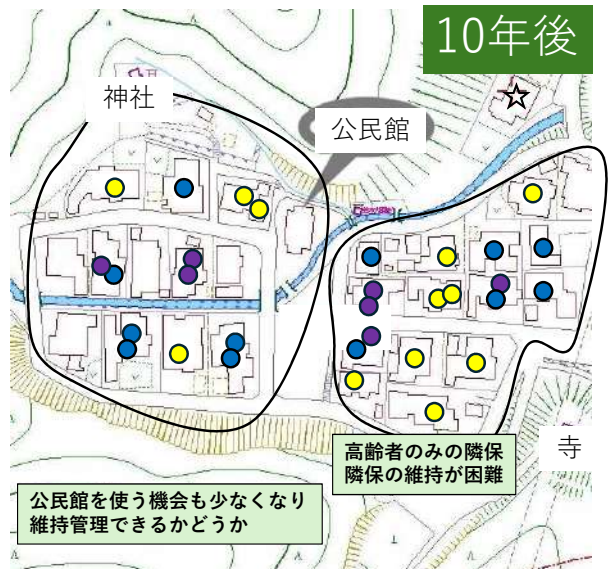 10年後
神社
公民館
高齢者のみの隣保
隣保の維持が困難
寺
公民館を使う機会も少なくなり
維持管理できるかどうか